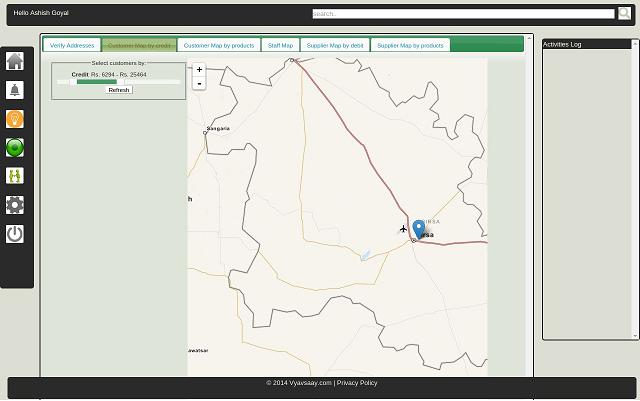 Hello Ashish Goyal
search..
Verify Addresses
Customer Map by credit
Customer Map by products
Staff Map
Supplier Map by debit
Supplier Map by products
Activities Log
Select customers by:
Credit Rs. 6294 - Rs. 25464
Refresh
+
-
Sangaria
h
SIRSA
rsa
awatsar
© 2014 Vyavsaay.com | Privacy Policy